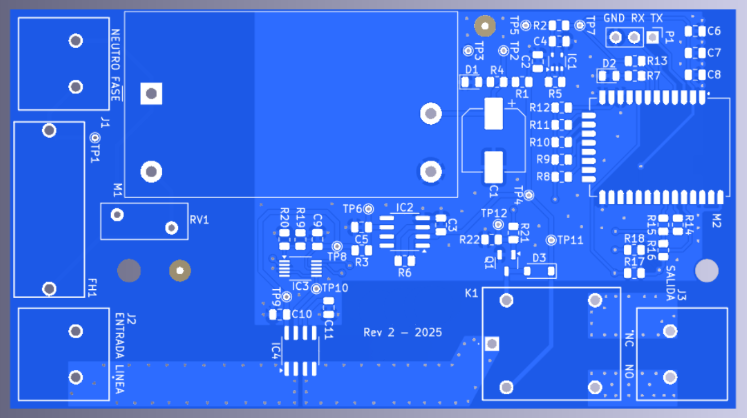 NEUTRO FASE
J1
TP1
M1
RV1
FH1
J2
ENTRADA LINEA
TP5
R2
TP7
C4
TP3
TP2
C2
IC1
D1
R4
R1
R5
+
C1
GND RX TX
P1
C6
C7
C8
R13
D2
R7
R12
R11
R10
R9
R8
TP4
M2
R15
R14
R16
R18
R17
SALIDA
J3
TP6
IC2
C3
C5
R3
R6
R20
R19
C9
TP8
IC3
TP10
TP9
C10
C11
IC4
TP12
R22
R21
Q1
TP11
D3
K1
NC
NO
Rev 2 – 2025